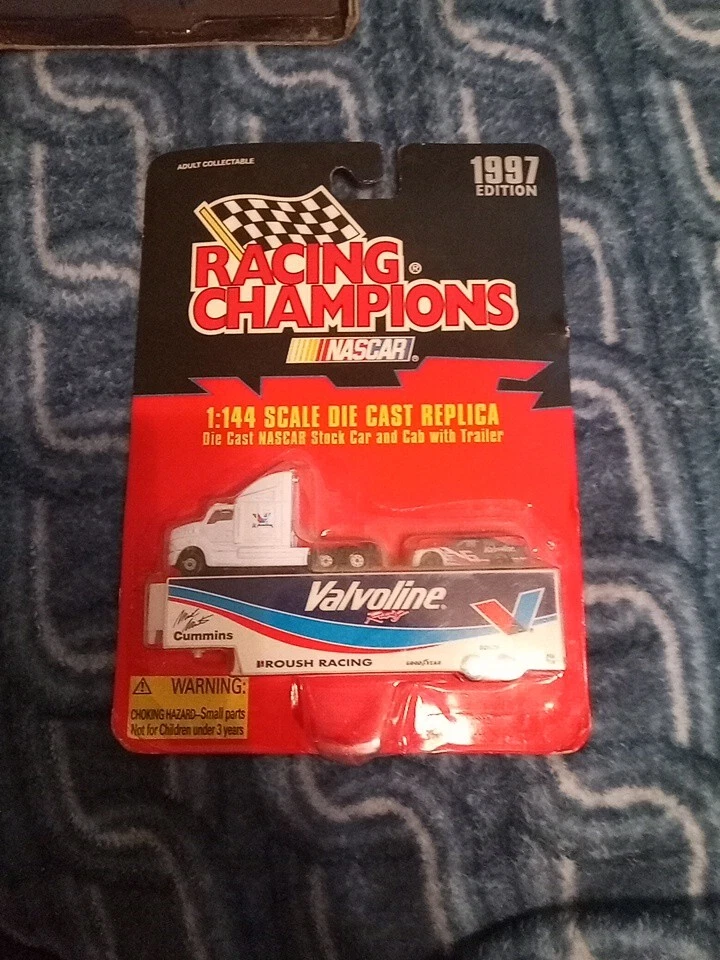 ADULT COLLECTABLE
1997
EDITION
RACING
CHAMPIONS®
NASCAR®
1:144 SCALE DIE CAST REPLICA
Die Cast NASCAR Stock Car and Cab with Trailer
Valvoline
Valvoline®
Racing
Cummins
ROUSH RACING
GOODYEAR
⚠ WARNING:
CHOKING HAZARD--Small parts
Not for Children under 3 years